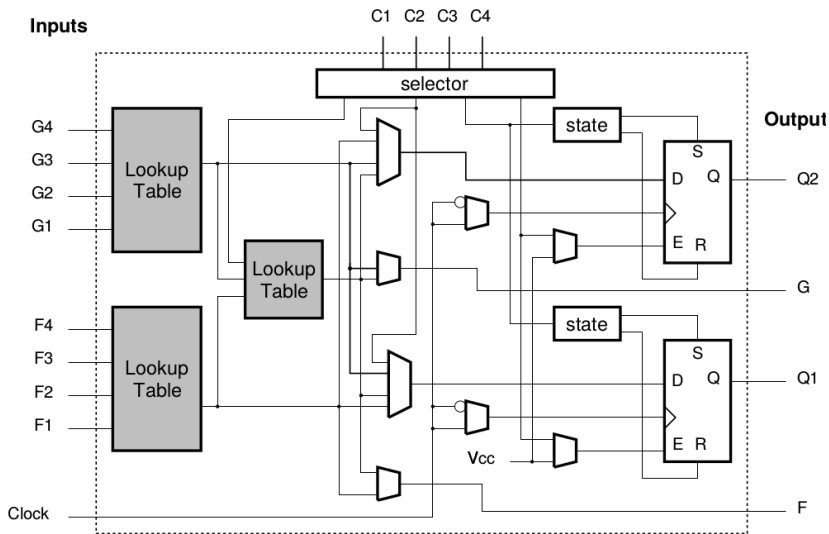 C1 C2 C3 C4
Inputs
selector
G4
G3
G2
G1
Lookup
Table
state
Output
S
D Q
E R
Q2
Lookup
Table
G
F4
F3
F2
F1
Lookup
Table
state
S
D Q
E R
Q1
Vcc
Clock
F